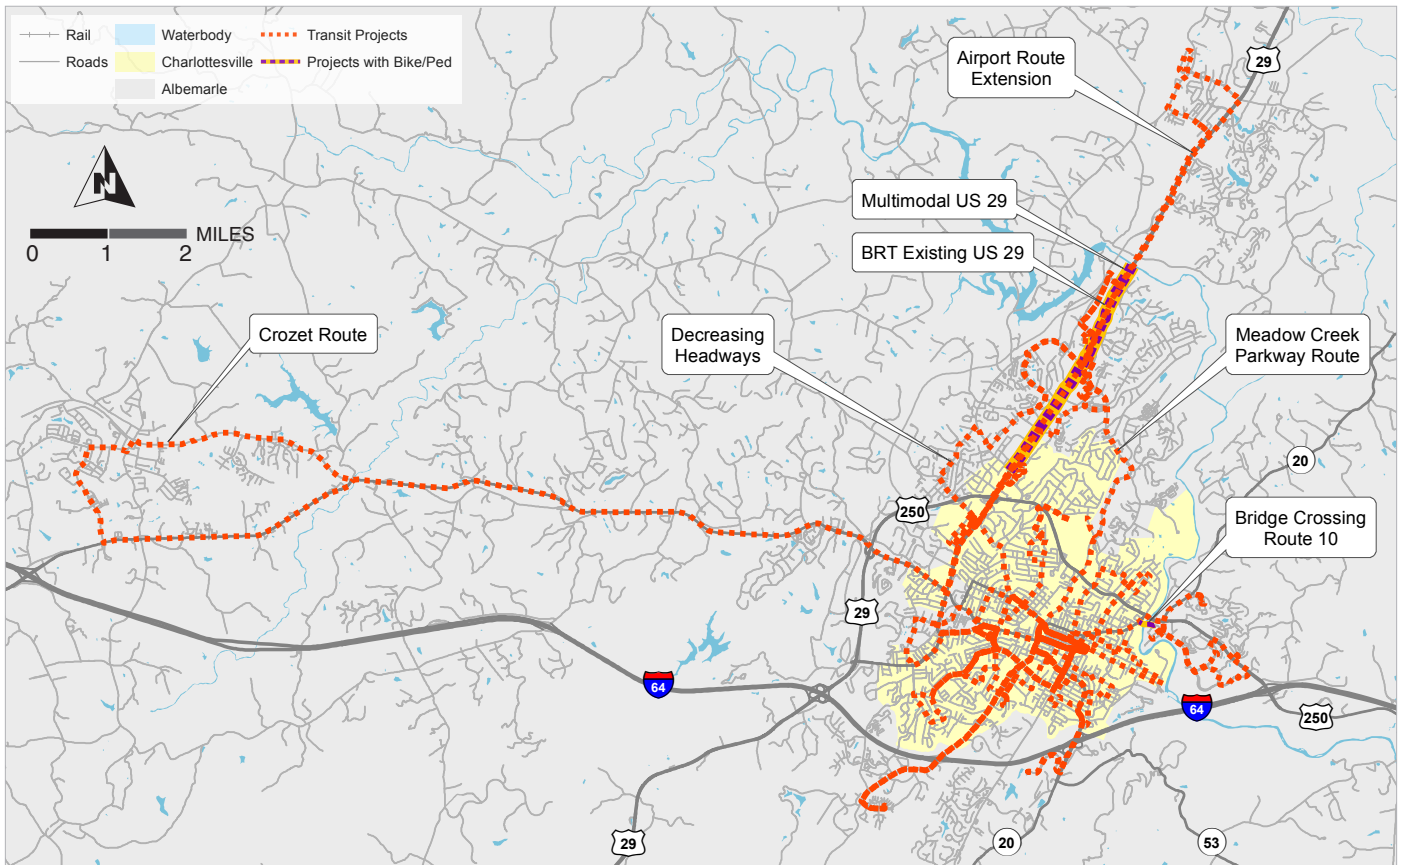 Rail
Waterbody
Transit Projects
Roads
Charlottesville
Projects with Bike/Ped
Albemarle
N
0 1 2 MILES
Airport Route
Extension
29
Multimodal US 29
BRT Existing US 29
Crozet Route
Decreasing
Headways
Meadow Creek
Parkway Route
20
250
Bridge Crossing
Route 10
29
64
64
250
29
20
53